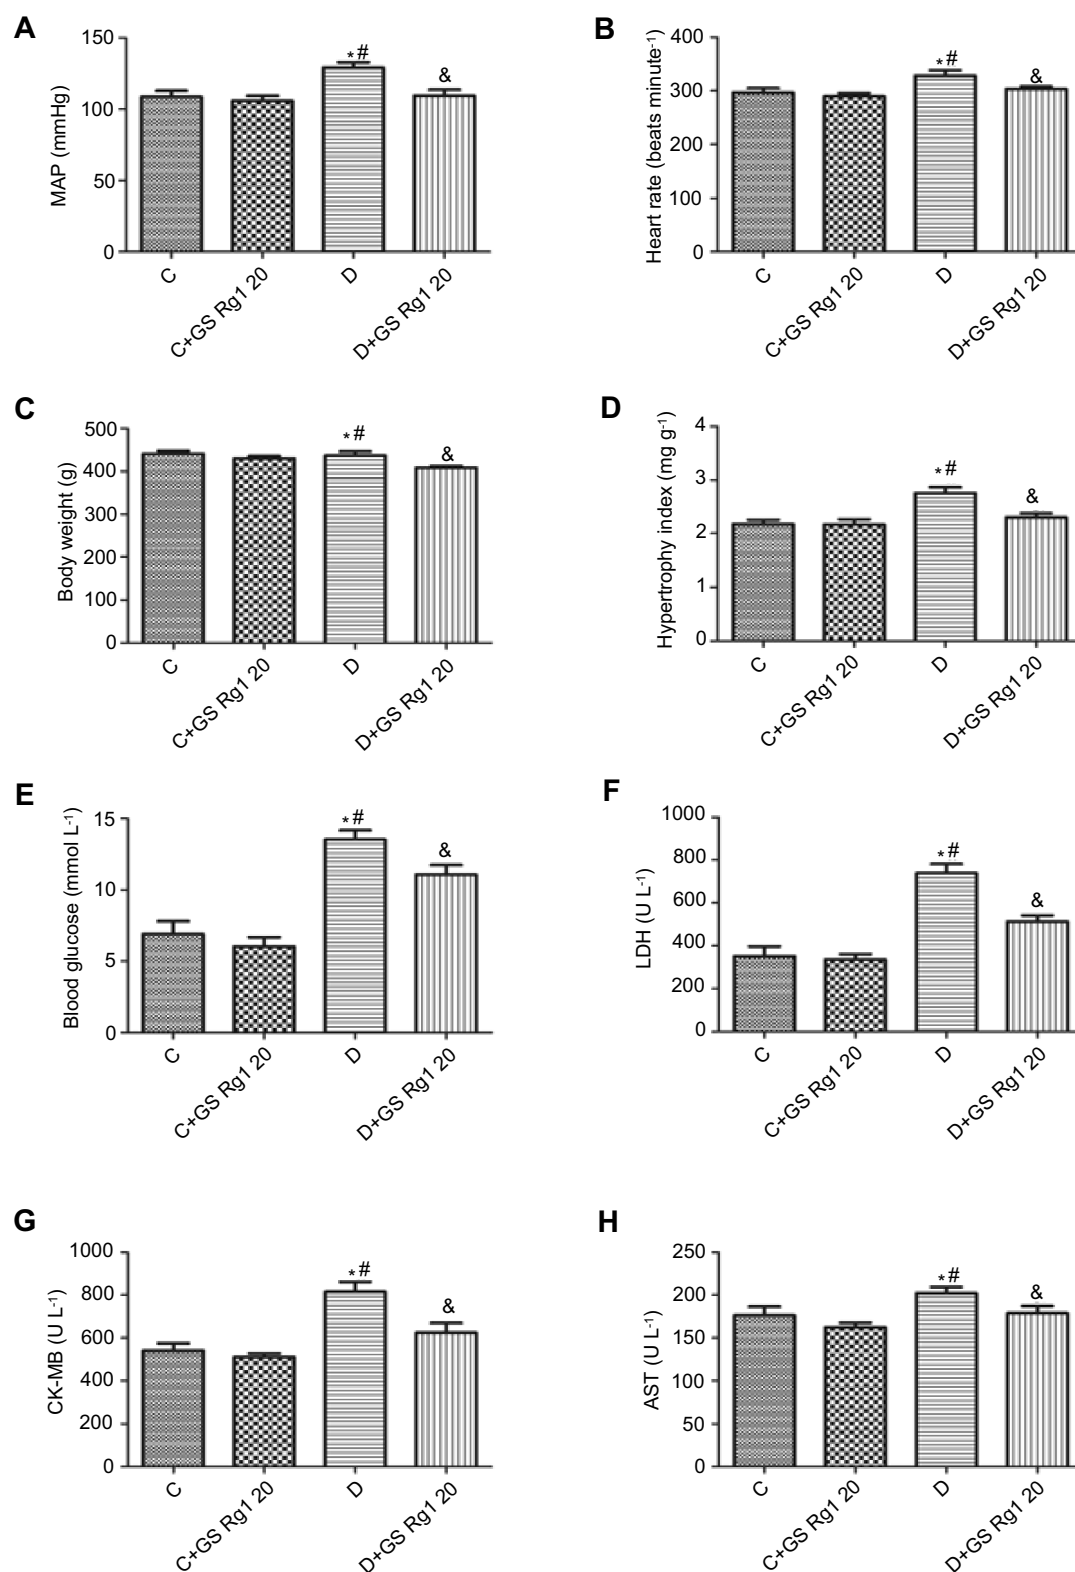 A
MAP (mmHg)
150
100
50
0
*#
&
C
C+GS Rg1 20
D
D+GS Rg1 20
B
Heart rate (beats minute-1)
400
300
200
100
0
*#
&
C
C+GS Rg1 20
D
D+GS Rg1 20
C
Body weight (g)
500
400
300
200
100
0
*#
&
C
C+GS Rg1 20
D
D+GS Rg1 20
D
Hypertrophy index (mg g-1)
4
3
2
1
0
*#
&
C
C+GS Rg1 20
D
D+GS Rg1 20
E
Blood glucose (mmol L-1)
15
10
5
0
*#
&
C
C+GS Rg1 20
D
D+GS Rg1 20
F
LDH (U L-1)
1000
800
600
400
200
0
*#
&
C
C+GS Rg1 20
D
D+GS Rg1 20
G
CK-MB (U L-1)
1000
800
600
400
200
0
*#
&
C
C+GS Rg1 20
D
D+GS Rg1 20
H
AST (U L-1)
250
200
150
100
50
0
*#
&
C
C+GS Rg1 20
D
D+GS Rg1 20